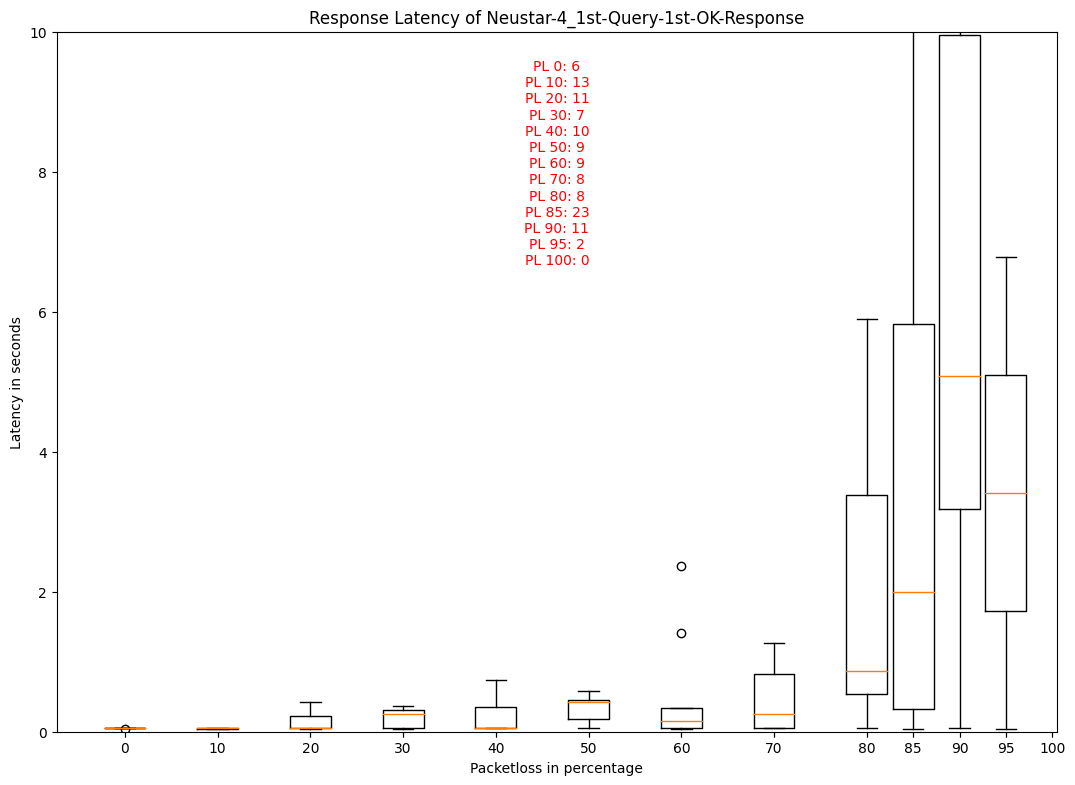 Response Latency of Neustar-4_1st-Query-1st-OK-Response
10
8
6
4
2
0
Latency in seconds
PL 0: 6
PL 10: 13
PL 20: 11
PL 30: 7
PL 40: 10
PL 50: 9
PL 60: 9
PL 70: 8
PL 80: 8
PL 85: 23
PL 90: 11
PL 95: 2
PL 100: 0
0 10 20 30 40 50 60 70 80 85 90 95 100
Packetloss in percentage